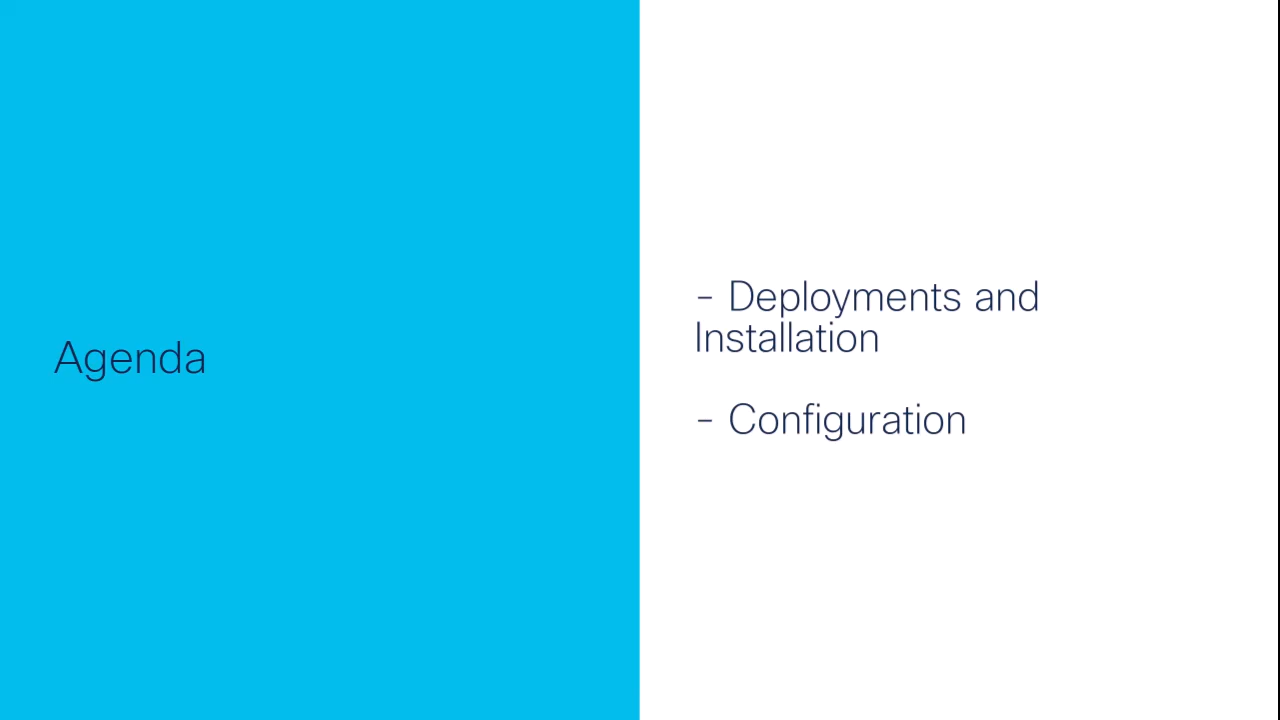 Agenda
- Deployments and
Installation
- Configuration